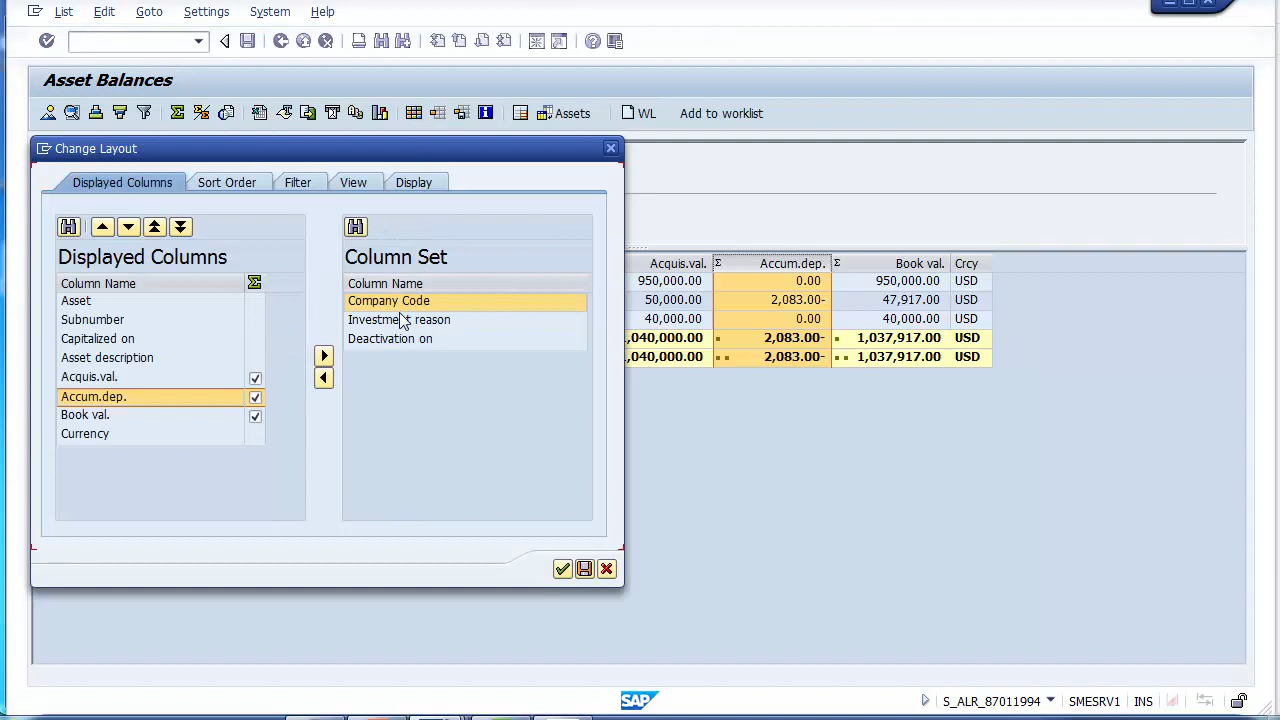 List Edit Goto Settings System Help
Asset Balances
Assets WL Add to worklist
Change Layout
Displayed Columns Sort Order Filter View Display
Displayed Columns Column Set
Column Name Column Name
Asset Company Code
Subnumber Investment reason
Capitalized on Deactivation on
Asset description
Acquis.val.
Accum.dep.
Book val.
Currency
Acquis.val. Σ Accum.dep. Σ Book val. Crcy
950,000.00 0.00 950,000.00 USD
50,000.00 2,083.00- 47,917.00 USD
40,000.00 0.00 40,000.00 USD
,040,000.00 2,083.00- 1,037,917.00 USD
,040,000.00 2,083.00- 1,037,917.00 USD
SAP S_ALR_87011994 SMESRV1 INS